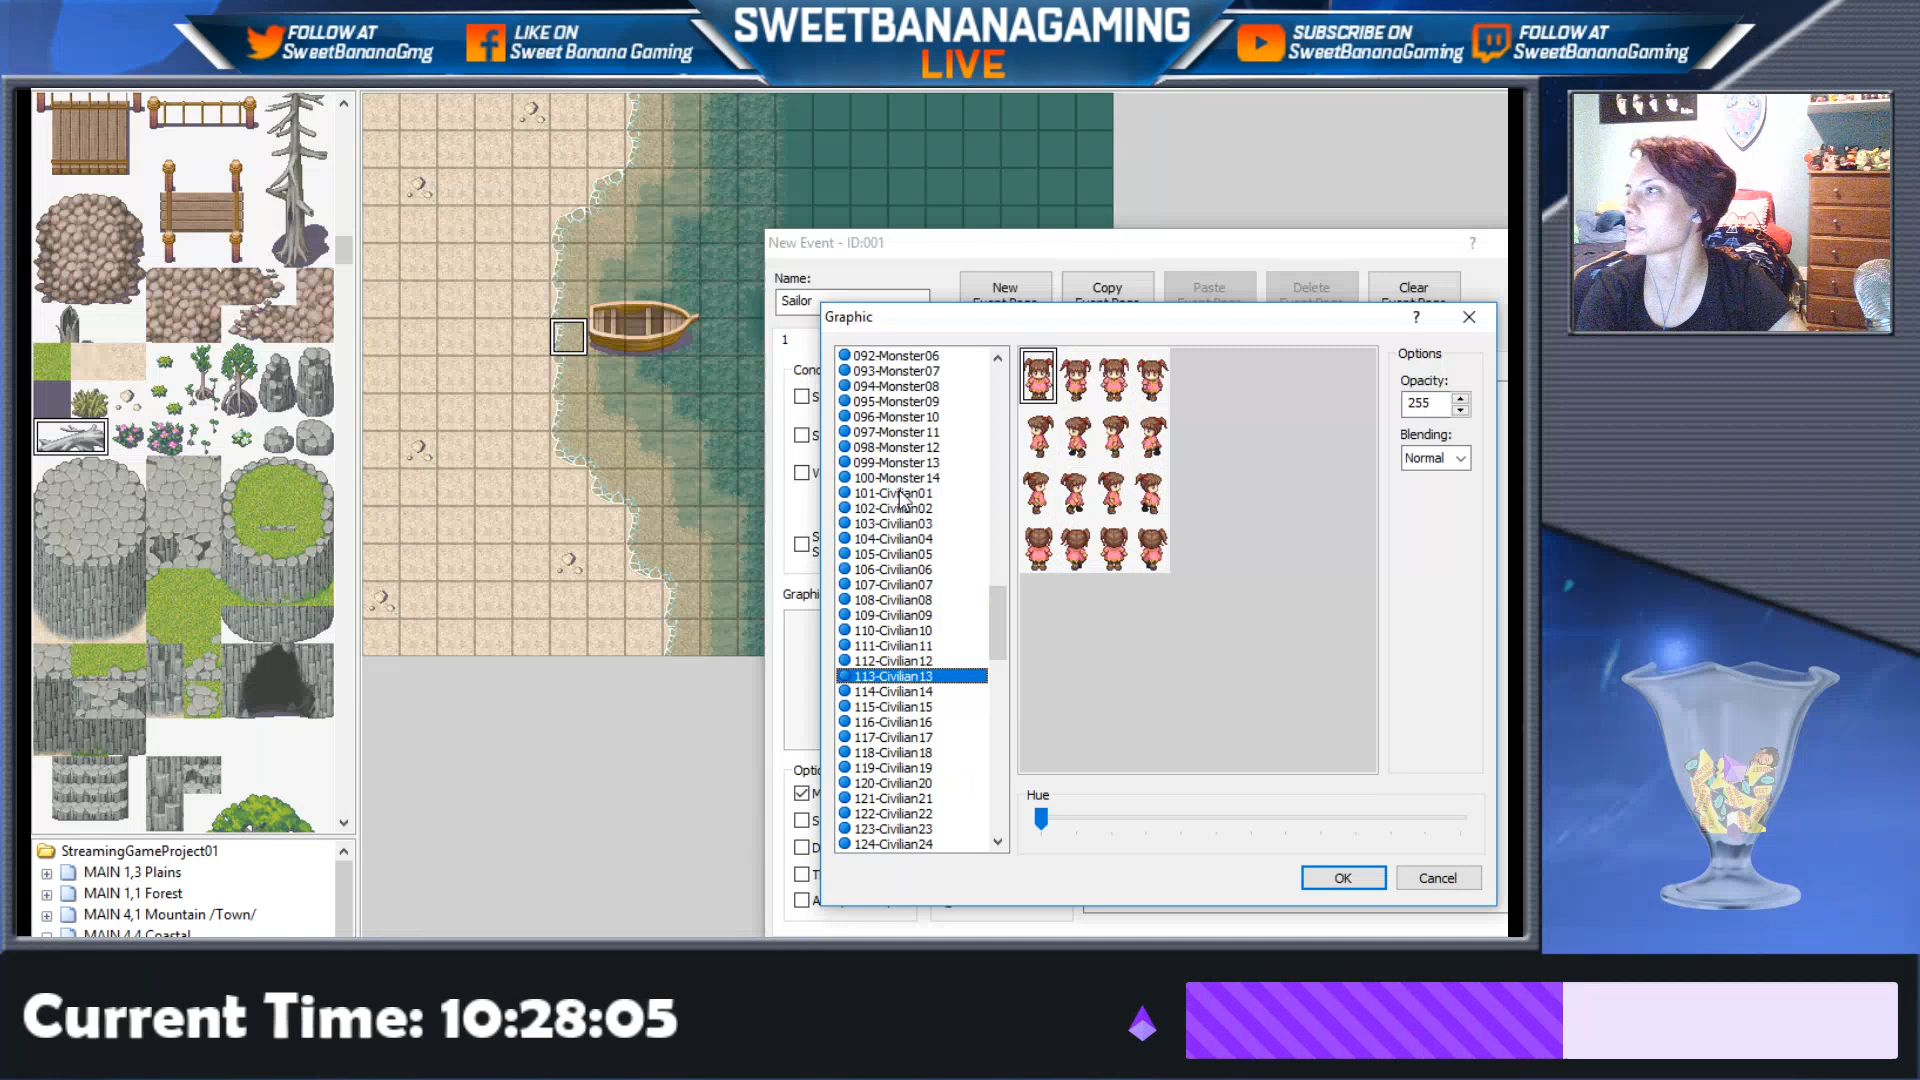 FOLLOW AT
SweetBananaGmg
LIKE ON
Sweet Banana Gaming
SWEETBANANAGAMING
LIVE
SUBSCRIBE ON
SweetBananaGaming
FOLLOW AT
SweetBananaGaming
New Event - ID:001
?
Name:
Sailor
New
Copy
Paste
Delete
Clear
Graphic
?
1
092-Monster06
093-Monster07
094-Monster08
095-Monster09
096-Monster10
097-Monster11
098-Monster12
099-Monster13
100-Monster14
101-Civilian01
102-Civilian02
103-Civilian03
104-Civilian04
105-Civilian05
106-Civilian06
107-Civilian07
108-Civilian08
109-Civilian09
110-Civilian10
111-Civilian11
112-Civilian12
113-Civilian13
114-Civilian14
115-Civilian15
116-Civilian16
117-Civilian17
118-Civilian18
119-Civilian19
120-Civilian20
121-Civilian21
122-Civilian22
123-Civilian23
124-Civilian24
Options
Opacity:
255
Blending:
Normal
Hue
OK
Cancel
StreamingGameProject01
MAIN 1,3 Plains
MAIN 1,1 Forest
MAIN 4,1 Mountain /Town/
MAIN 4,4 Coastal
Current Time: 10:28:05